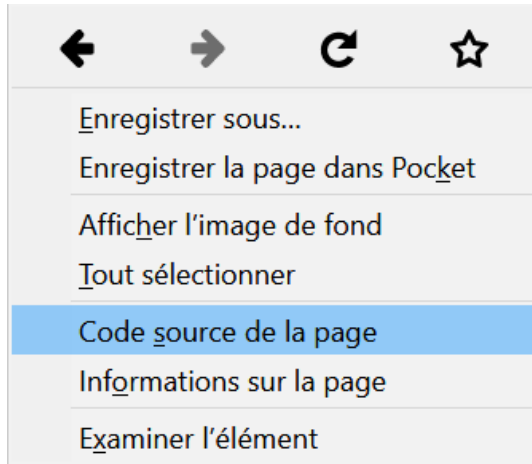 Enregistrer sous...
Enregistrer la page dans Pocket
Afficher l'image de fond
Tout sélectionner
Code source de la page
Informations sur la page
Examiner l'élément